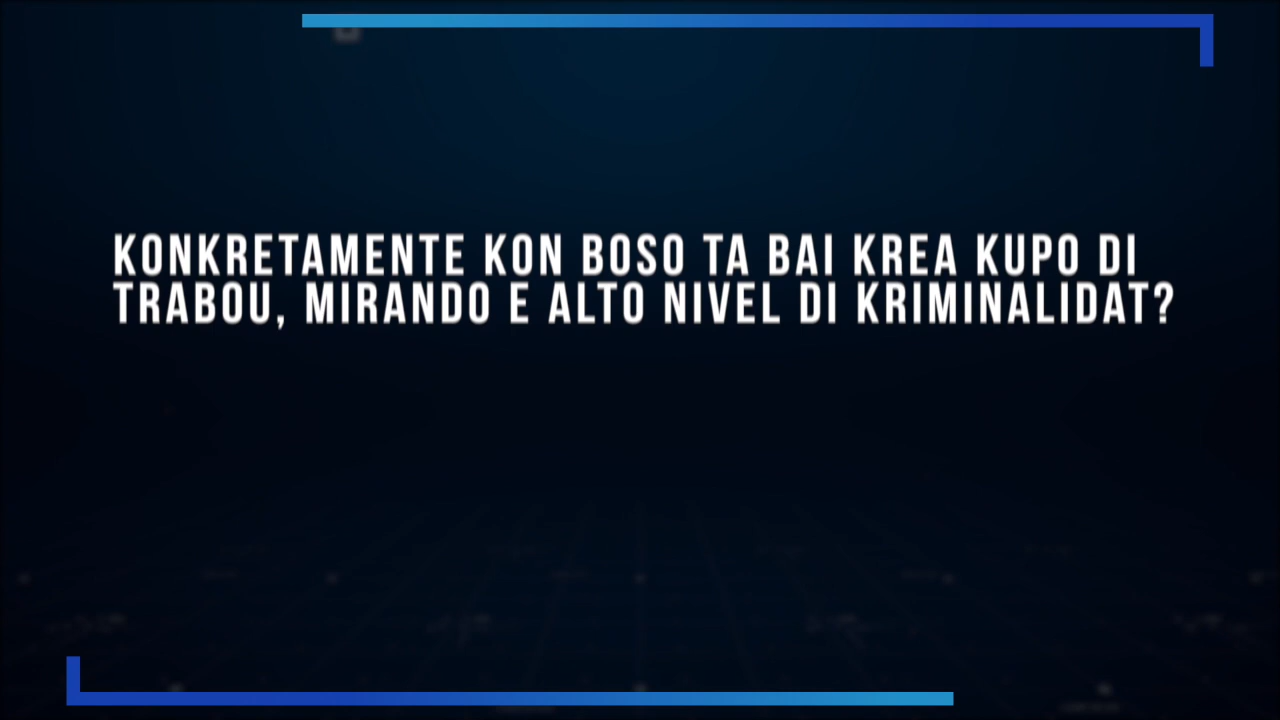 KONKRETAMENTE KON BOSO TA BAI KREA KUPO DI
TRABOU, MIRANDO E ALTO NIVEL DI KRIMINALIDAT?